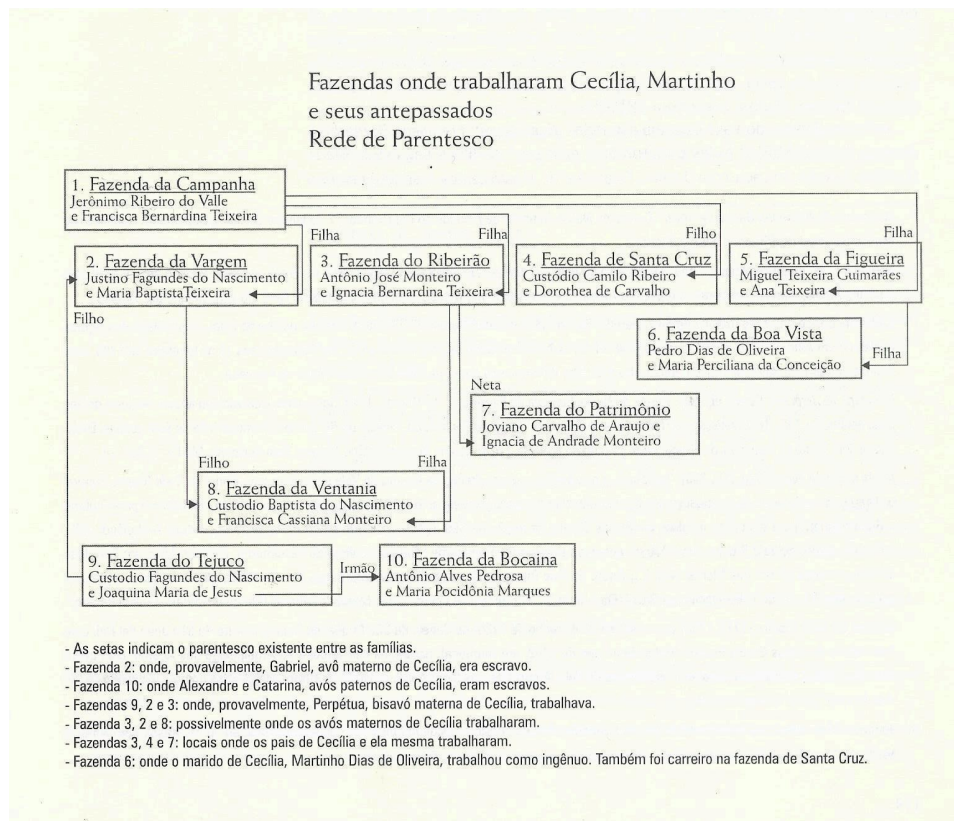 Fazendas onde trabalharam Cecília, Martinho
e seus antepassados
Rede de Parentesco
1. Fazenda da Campanha
Jerônimo Ribeiro do Valle
e Francisca Bernardina Teixeira
Filha
Filha
Filho
Filha
2. Fazenda da Vargem
Justino Fagundes do Nascimento
e Maria BaptistaTeixeira
Filho
3. Fazenda do Ribeirão
Antônio José Monteiro
e Ignacia Bernardina Teixeira
4. Fazenda de Santa Cruz
Custódio Camilo Ribeiro
e Dorothea de Carvalho
5. Fazenda da Figueira
Miguel Teixeira Guimarães
e Ana Teixeira
6. Fazenda da Boa Vista
Pedro Dias de Oliveira
e Maria Perciliana da Conceição
Filha
Neta
7. Fazenda do Patrimônio
Joviano Carvalho de Araujo e
Ignacia de Andrade Monteiro
Filho
Filha
8. Fazenda da Ventania
Custodio Baptista do Nascimento
e Francisca Cassiana Monteiro
9. Fazenda do Tejuco
Custodio Fagundes do Nascimento
e Joaquina Maria de Jesus
Irmão
10. Fazenda da Bocaina
Antônio Alves Pedrosa
e Maria Pocidônia Marques
- As setas indicam o parentesco existente entre as famílias.
- Fazenda 2: onde, provavelmente, Gabriel, avô materno de Cecília, era escravo.
- Fazenda 10: onde Alexandre e Catarina, avós paternos de Cecília, eram escravos.
- Fazendas 9, 2 e 3: onde, provavelmente, Perpétua, bisavó materna de Cecília, trabalhava.
- Fazenda 3, 2 e 8: possivelmente onde os avós maternos de Cecília trabalharam.
- Fazendas 3, 4 e 7: locais onde os pais de Cecília e ela mesma trabalharam.
- Fazenda 6: onde o marido de Cecília, Martinho Dias de Oliveira, trabalhou como ingênuo. Também foi carreiro na fazenda de Santa Cruz.